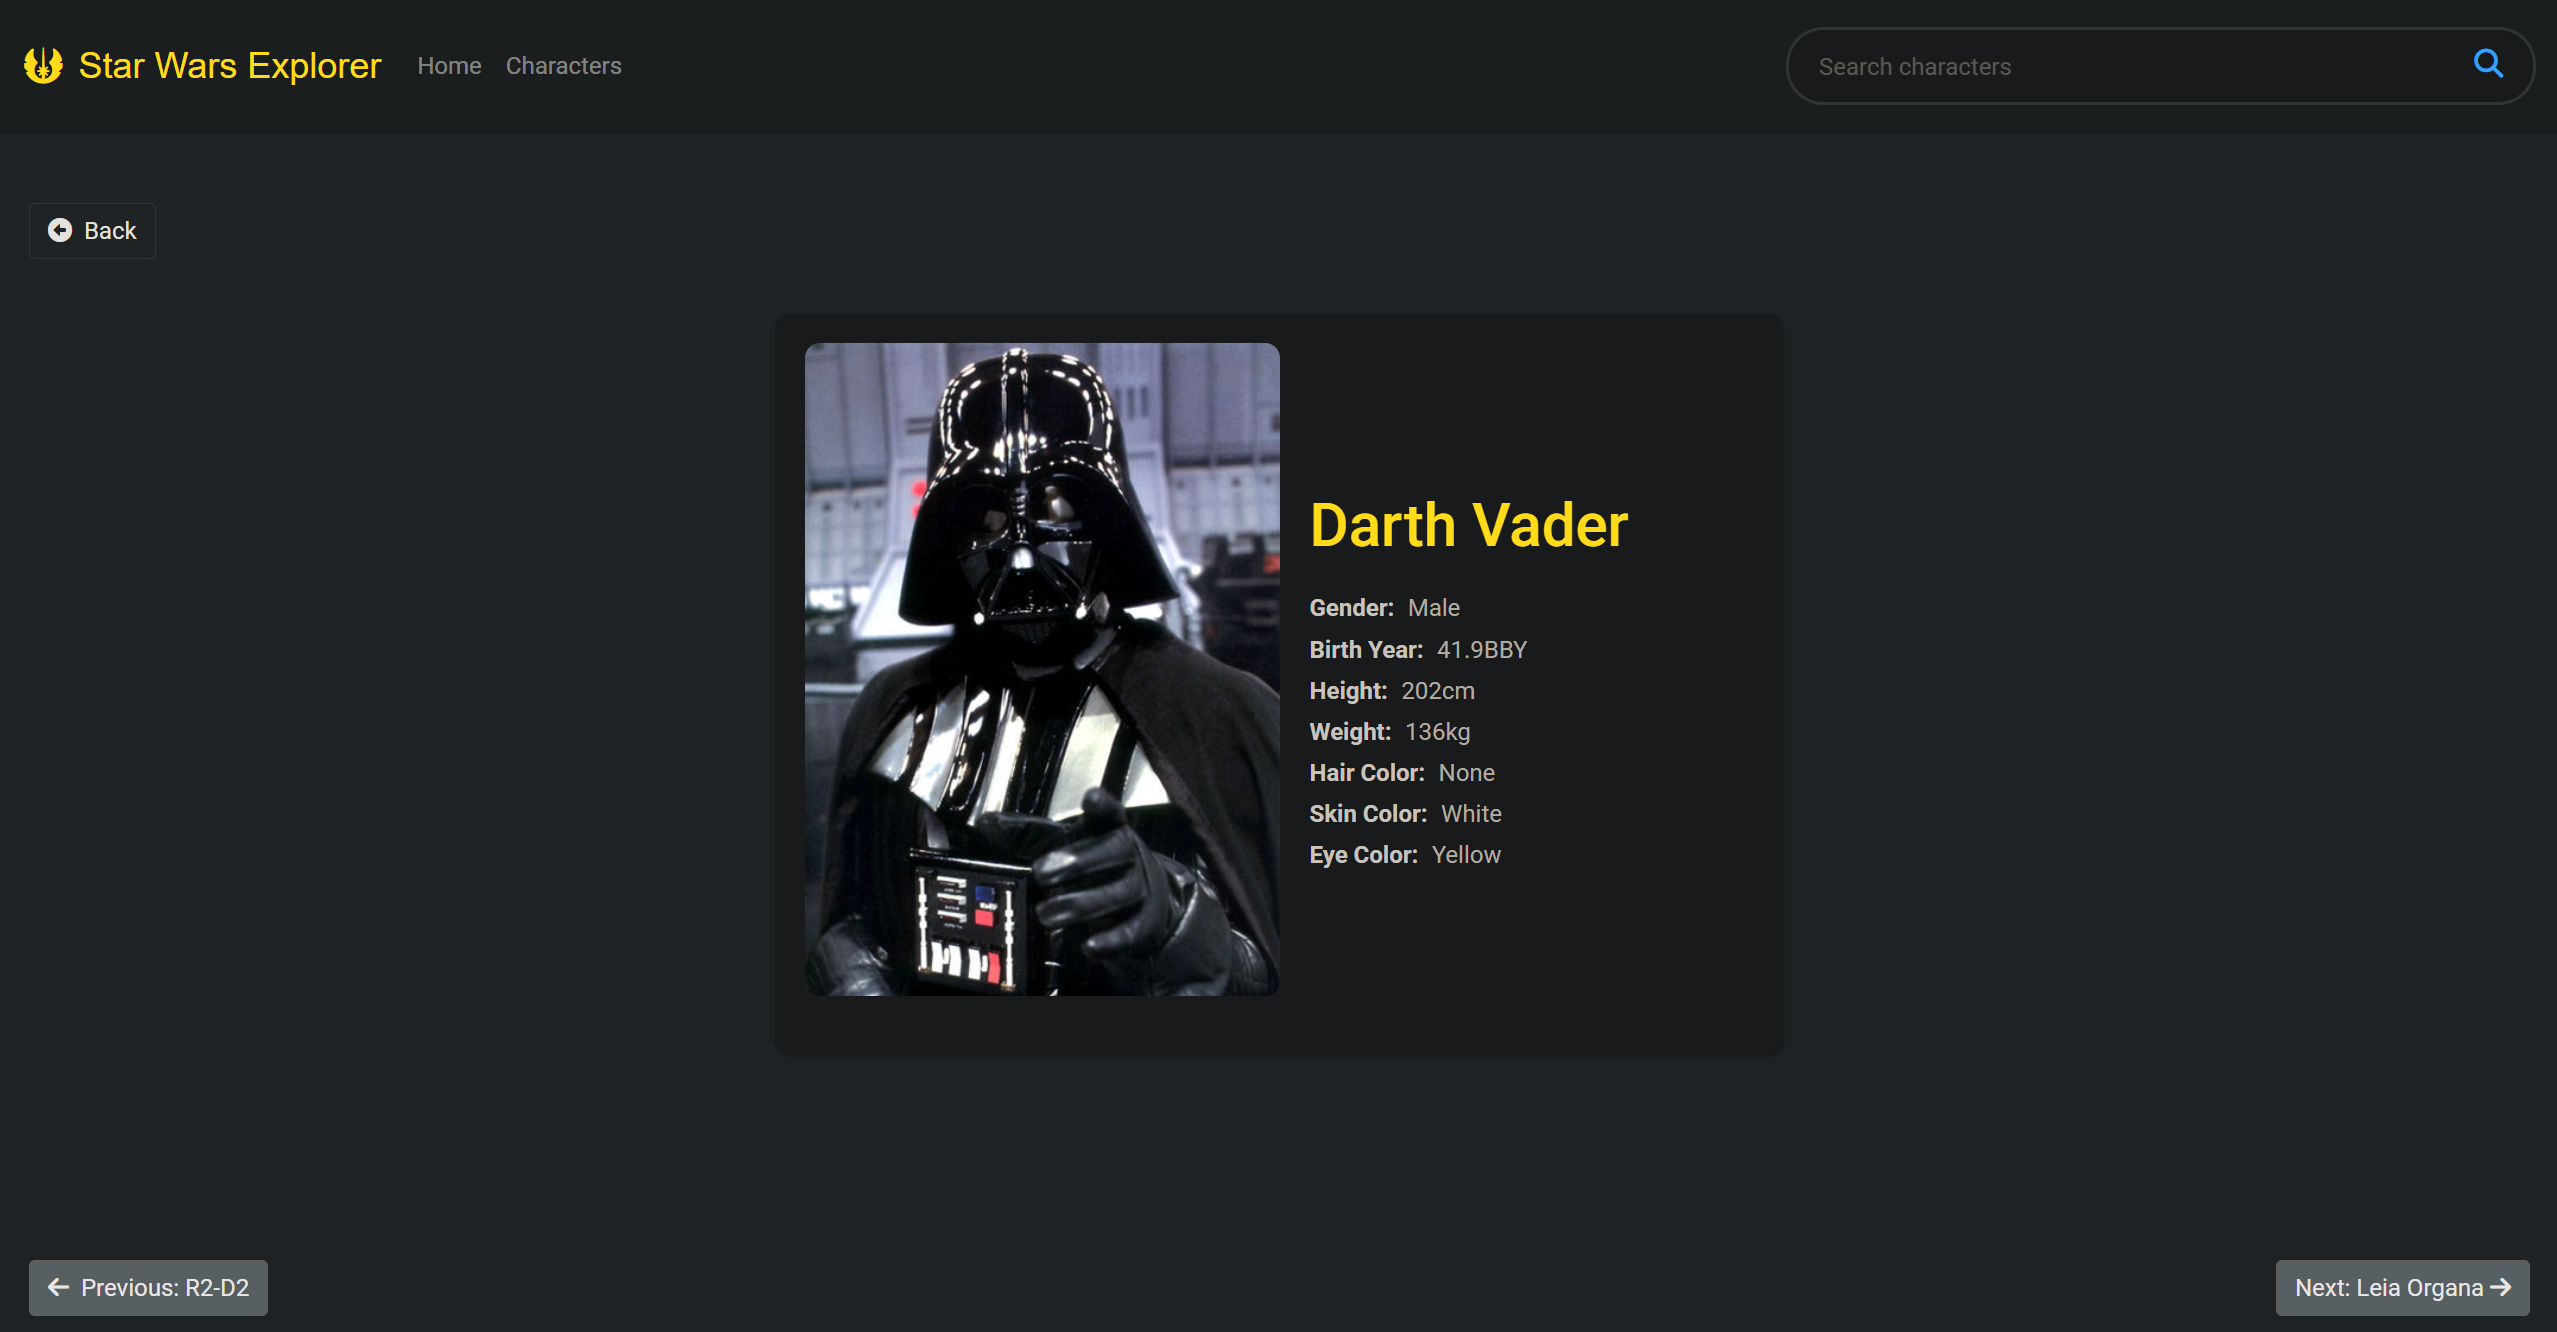 Star Wars Explorer
Home
Characters
Search characters
Back
Darth Vader
Gender: Male
Birth Year: 41.9BBY
Height: 202cm
Weight: 136kg
Hair Color: None
Skin Color: White
Eye Color: Yellow
Previous: R2-D2
Next: Leia Organa